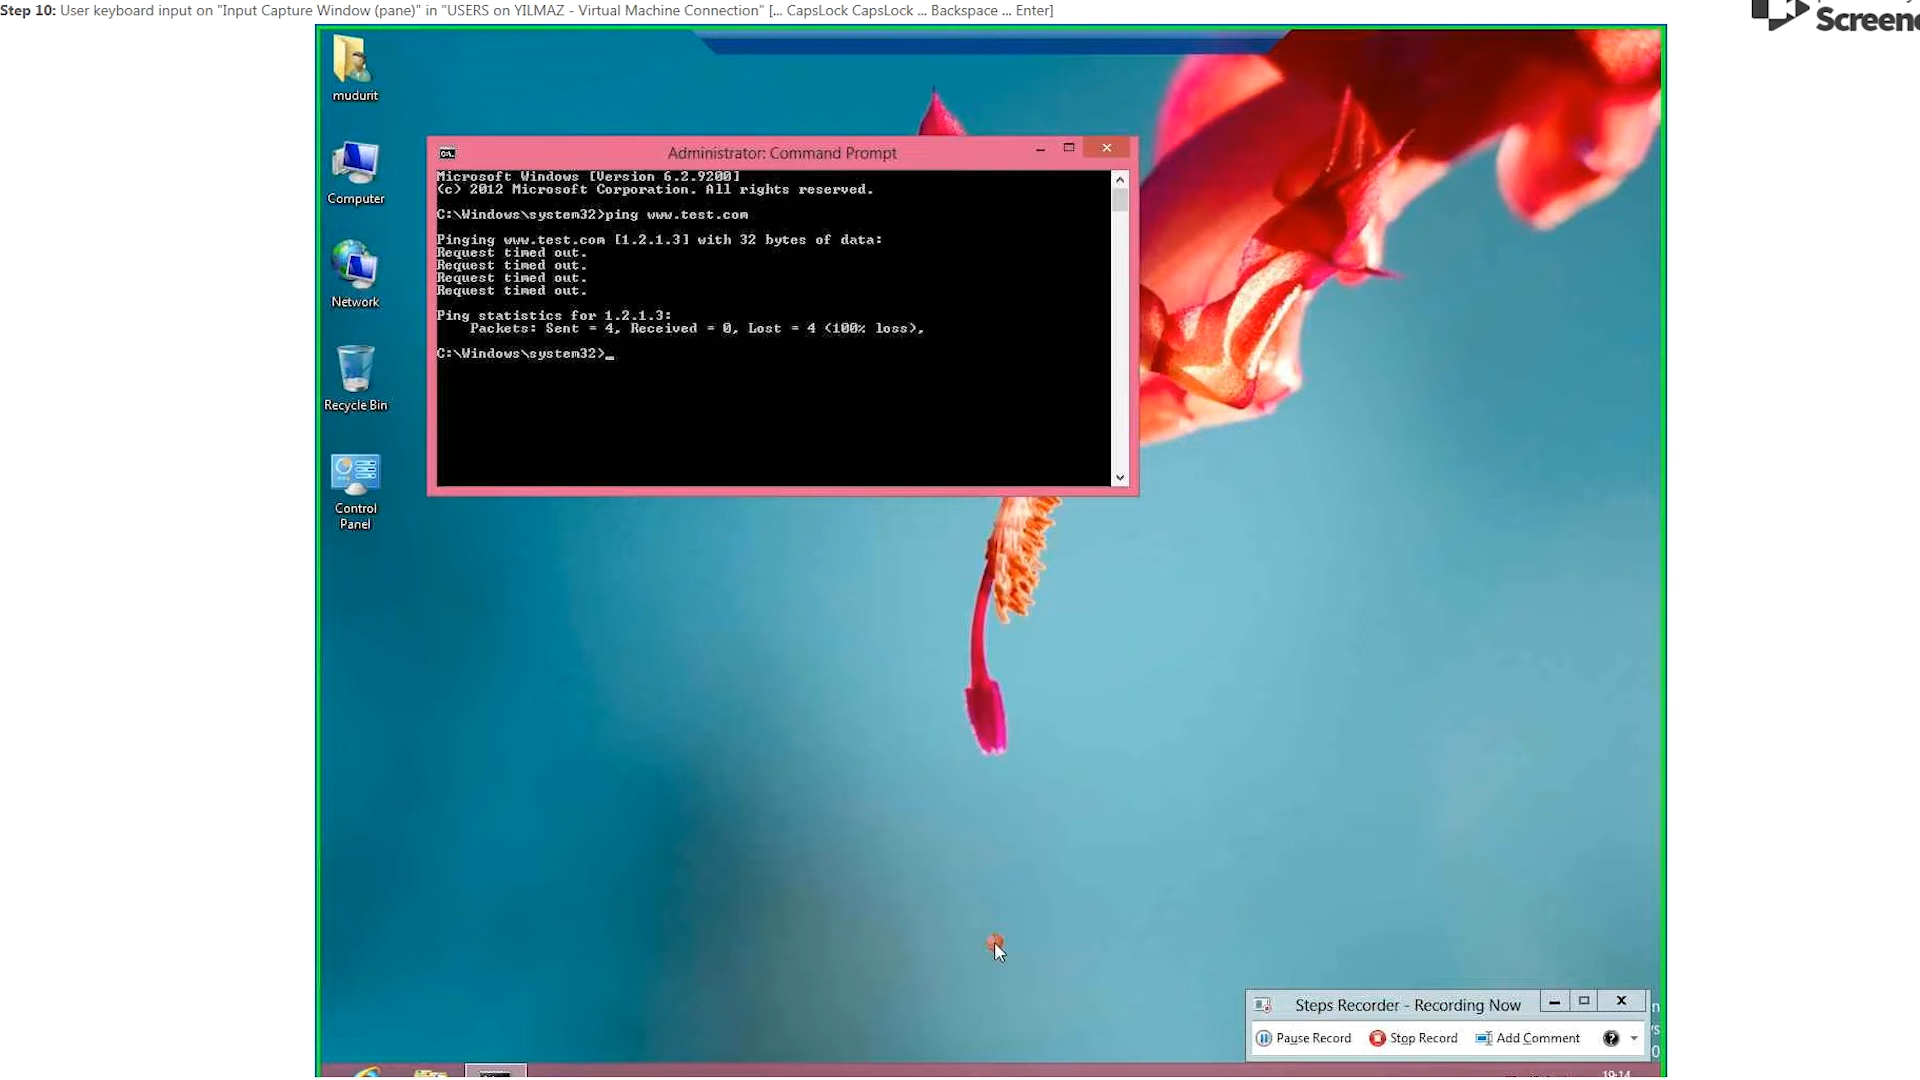 Step 10: User keyboard input on "Input Capture Window (pane)" in "USERS on YILMAZ - Virtual Machine Connection" [... CapsLock CapsLock ... Backspace ... Enter]
mudurit
Computer
Network
Recycle Bin
Control
Panel
Administrator: Command Prompt
Microsoft Windows [Version 6.2.9200]
(c) 2012 Microsoft Corporation. All rights reserved.
C:\Windows\system32>ping www.test.com
Pinging www.test.com [1.2.1.3] with 32 bytes of data:
Request timed out.
Request timed out.
Request timed out.
Request timed out.
Ping statistics for 1.2.1.3:
Packets: Sent = 4, Received = 0, Lost = 4 (100% loss),
C:\Windows\system32>_
Steps Recorder - Recording Now
Pause Record Stop Record Add Comment
19:14